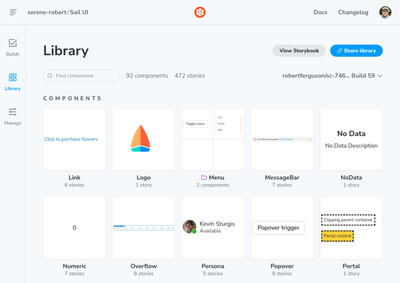 serene-robert/Sail UI
Docs
Changelog
Builds
Library
Manage
Library
View Storybook
Share library
Find component
92 components
472 stories
robertferguson/sc-746... Build 59
COMPONENTS
Click to purchase flowers
Link
6 stories
Logo
1 story
Toggle menu
Menu
2 components
MessageBar
7 stories
No Data
No Data Description
NoData
1 story
0
Numeric
7 stories
Overflow
8 stories
Kevin Sturgis
Available
Persona
5 stories
Popover trigger
Popover
9 stories
Clipping parent container
Portal content
Portal
1 story